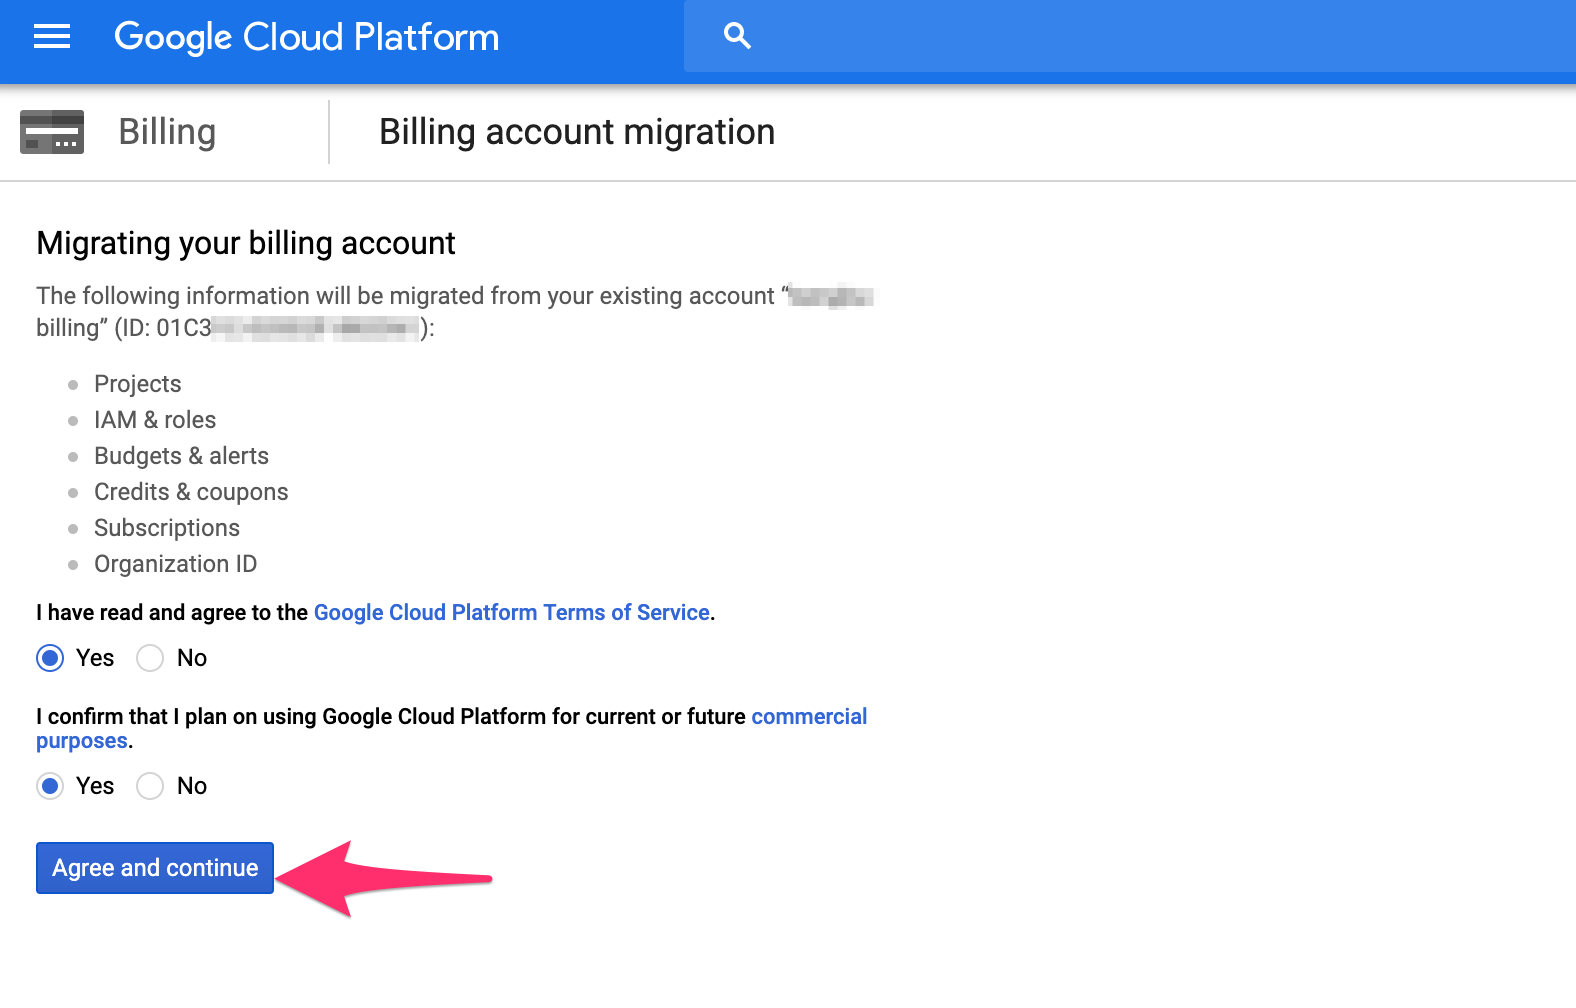 Google Cloud Platform
Billing
Billing account migration
Migrating your billing account
The following information will be migrated from your existing account “
billing” (ID: 01C3 ):
Projects
IAM & roles
Budgets & alerts
Credits & coupons
Subscriptions
Organization ID
I have read and agree to the Google Cloud Platform Terms of Service.
Yes No
I confirm that I plan on using Google Cloud Platform for current or future commercial
purposes.
Yes No
Agree and continue